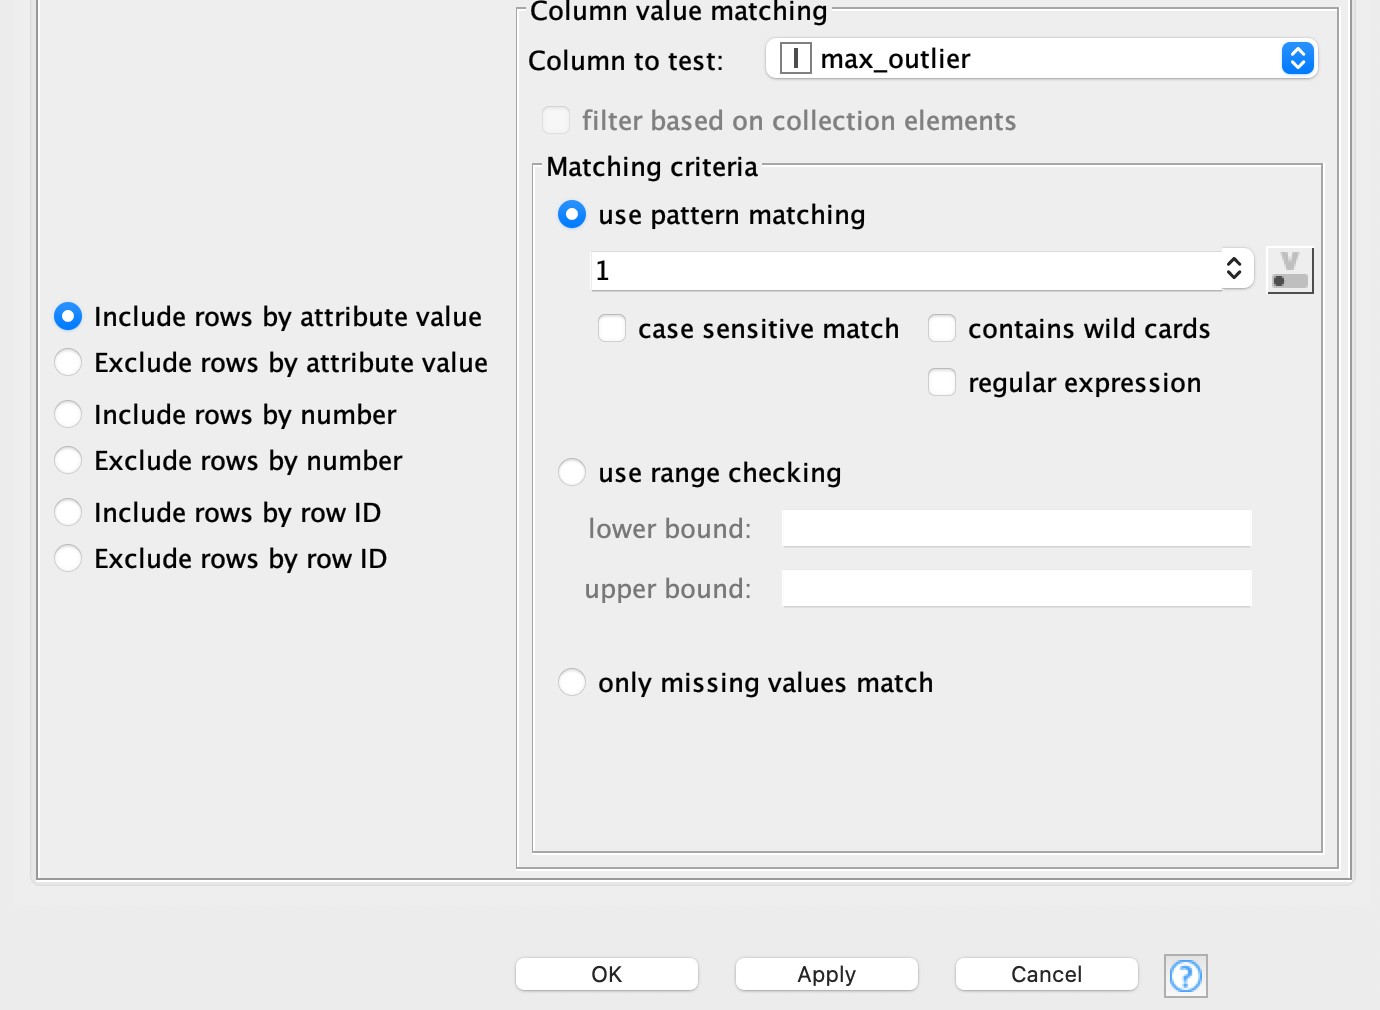 Column value matching
Column to test:
I max_outlier
filter based on collection elements
Matching criteria
use pattern matching
1
V
case sensitive match
contains wild cards
regular expression
use range checking
lower bound:
upper bound:
only missing values match
Include rows by attribute value
Exclude rows by attribute value
Include rows by number
Exclude rows by number
Include rows by row ID
Exclude rows by row ID
OK
Apply
Cancel
?